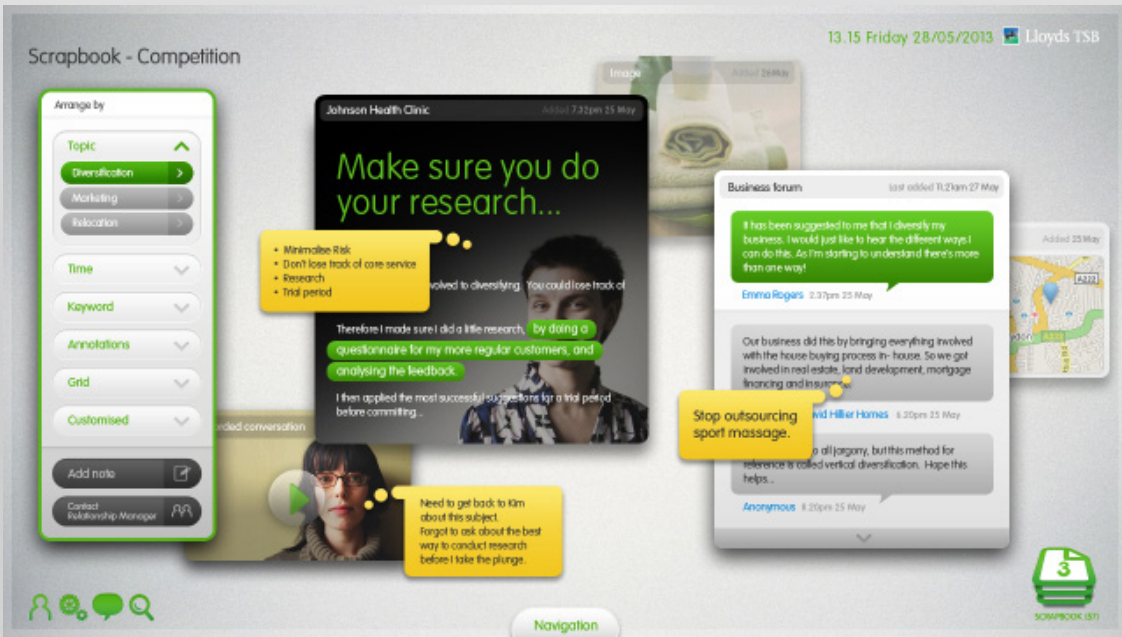 13.15 Friday 28/05/2013
Lloyds TSB
Scrapbook - Competition
Arrange by
Topic
Diversification
Marketing
Relocation
Time
Keyword
Annotations
Grid
Customised
Add note
Contact
Relationship Manager
Image
Added 26 May
Johnson Health Clinic
Added 7.32pm 25 May
Make sure you do
your research...
• Minimalise Risk
• Don't lose track of core service
• Research
• Trial period
volved to diversifying. You could lose track of
Therefore I made sure I did a little research, by doing a
questionnaire for my more regular customers, and
analysing the feedback.
I then applied the most successful suggestions for a trial period
before committing...
orded conversation
Need to get back to Kim
about this subject.
Forgot to ask about the best
way to conduct research
before I take the plunge.
Business forum
Last added 11.21am 27 May
It has been suggested to me that I diversify my
business. I would just like to hear the different ways I
can do this. As I'm starting to understand there's more
than one way!
Emma Rogers 2.37pm 25 May
Our business did this by bringing everything involved
with the house buying process in- house. So we got
involved in real estate, land development, mortgage
financing and insurance.
vid Hillier Homes 6.20pm 25 May
Stop outsourcing
sport massage.
o all jargony, but this method for
reference is called vertical diversification. Hope this
helps...
Anonymous 8.20pm 25 May
Added 25 May
A222
ydon
A232
3
SCRAPBOOK (37)
Navigation